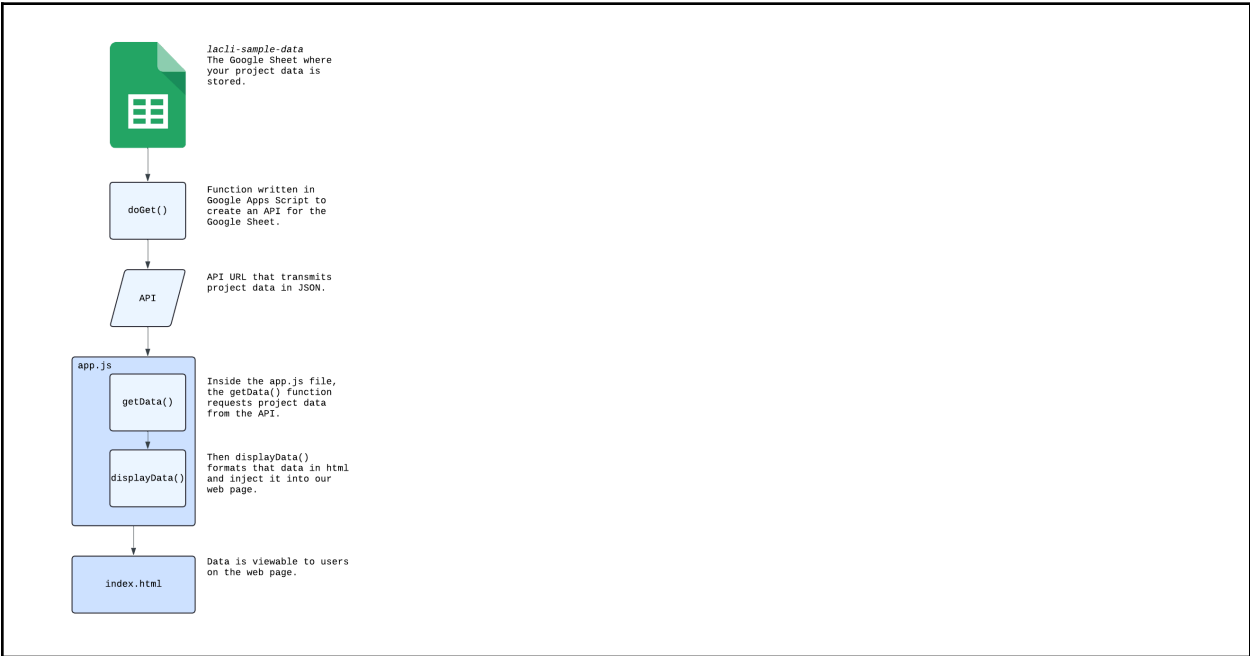 lacli-sample-data
The Google Sheet where
your project data is
stored.
doGet()
Function written in
Google Apps Script to
create an API for the
Google Sheet.
API
API URL that transmits
project data in JSON.
app.js
getData()
Inside the app.js file,
the getData() function
requests project data
from the API.
displayData()
Then displayData()
formats that data in html
and inject it into our
web page.
index.html
Data is viewable to users
on the web page.